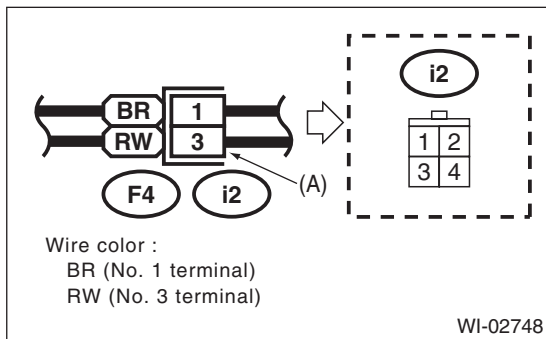 BR 1
RW 3
F4 i2
(A)
i2
1 2
3 4
Wire color :
BR (No. 1 terminal)
RW (No. 3 terminal)
WI-02748